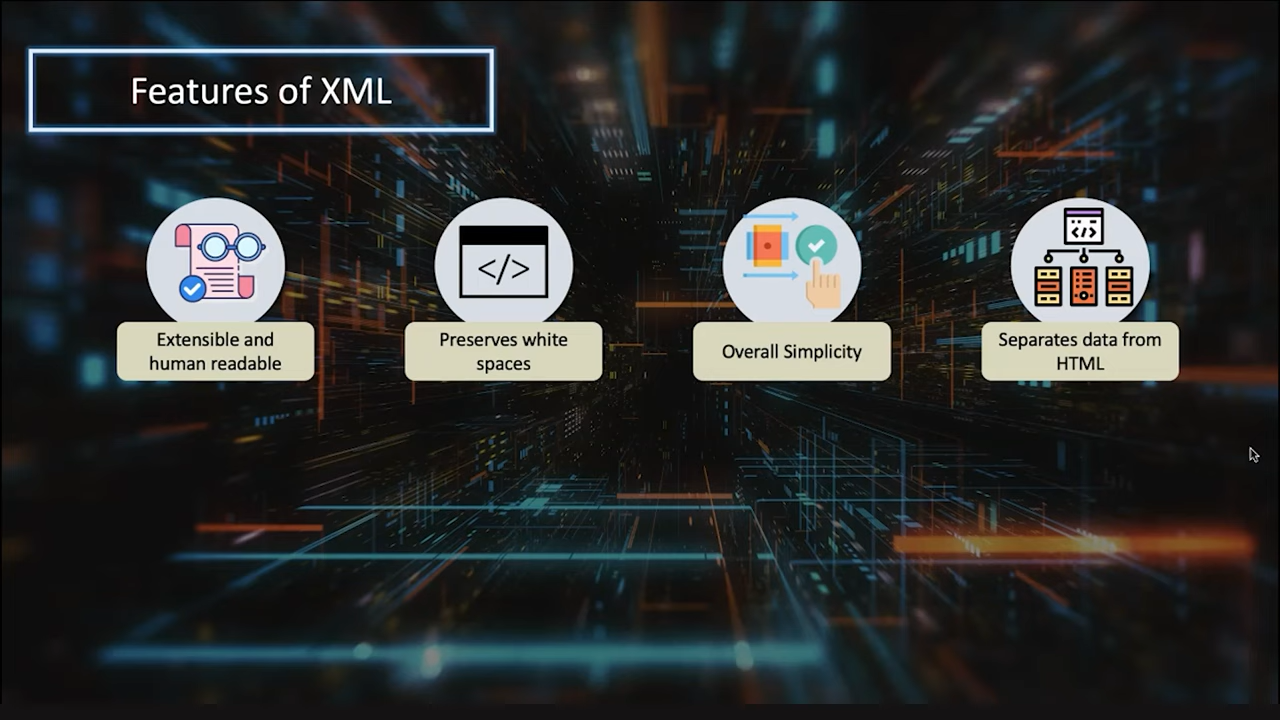 Features of XML
Extensible and
human readable
Preserves white
spaces
Overall Simplicity
Separates data from
HTML